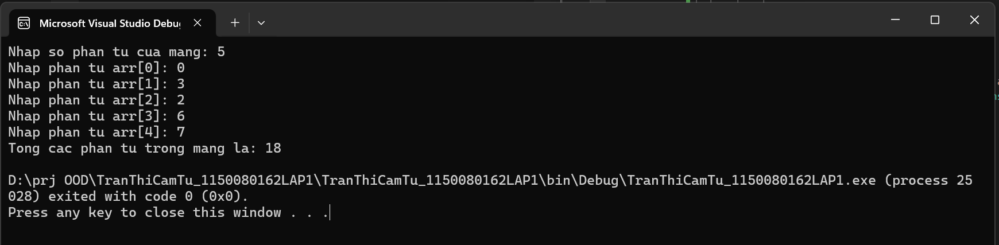 Microsoft Visual Studio Debu
Nhap so phan tu cua mang: 5
Nhap phan tu arr[0]: 0
Nhap phan tu arr[1]: 3
Nhap phan tu arr[2]: 2
Nhap phan tu arr[3]: 6
Nhap phan tu arr[4]: 7
Tong cac phan tu trong mang la: 18
D:\prj OOD\TranThiCamTu_1150080162LAP1\TranThiCamTu_1150080162LAP1\bin\Debug\TranThiCamTu_1150080162LAP1.exe (process 25
028) exited with code 0 (0x0).
Press any key to close this window . . .